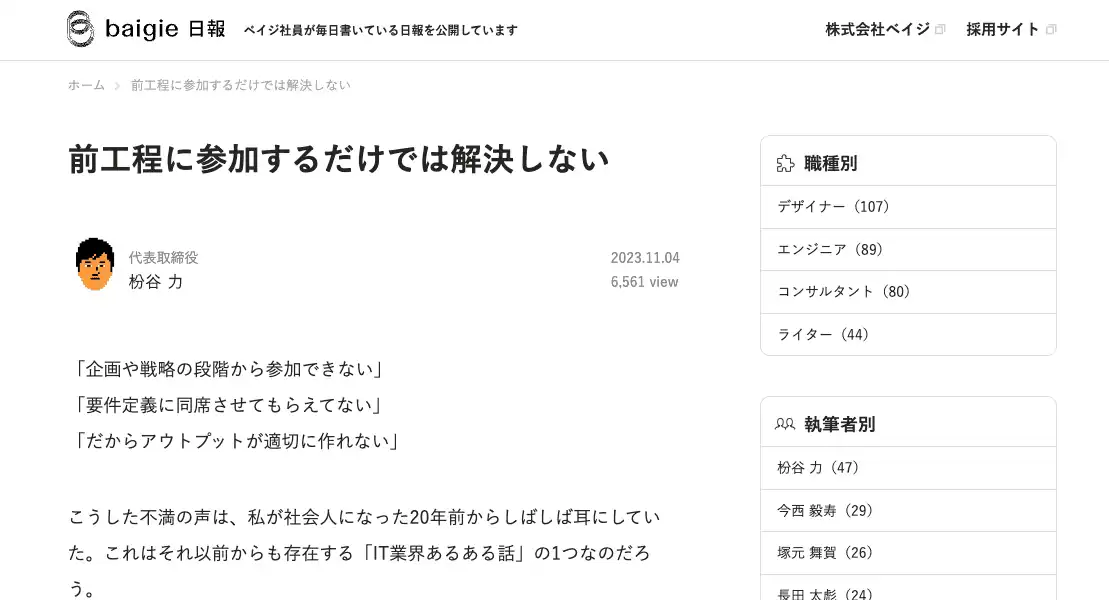 baigie 日報 ベイジ社員が毎日書いている日報を公開しています
株式会社ベイジ 採用サイト
ホーム 前工程に参加するだけでは解決しない
前工程に参加するだけでは解決しない
代表取締役
枌谷 力
2023.11.04
6,561 view
「企画や戦略の段階から参加できない」
「要件定義に同席させてもらえてない」
「だからアウトプットが適切に作れない」
こうした不満の声は、私が社会人になった20年前からしばしば耳にしてい
た。これはそれ以前からも存在する「IT業界あるある話」の1つなのだろ
う。
職種別
デザイナー（107）
エンジニア（89）
コンサルタント（80）
ライター（44）
執筆者別
枌谷 力（47）
今西 毅寿（29）
塚元 舞賀（26）
長田 太彪（24）